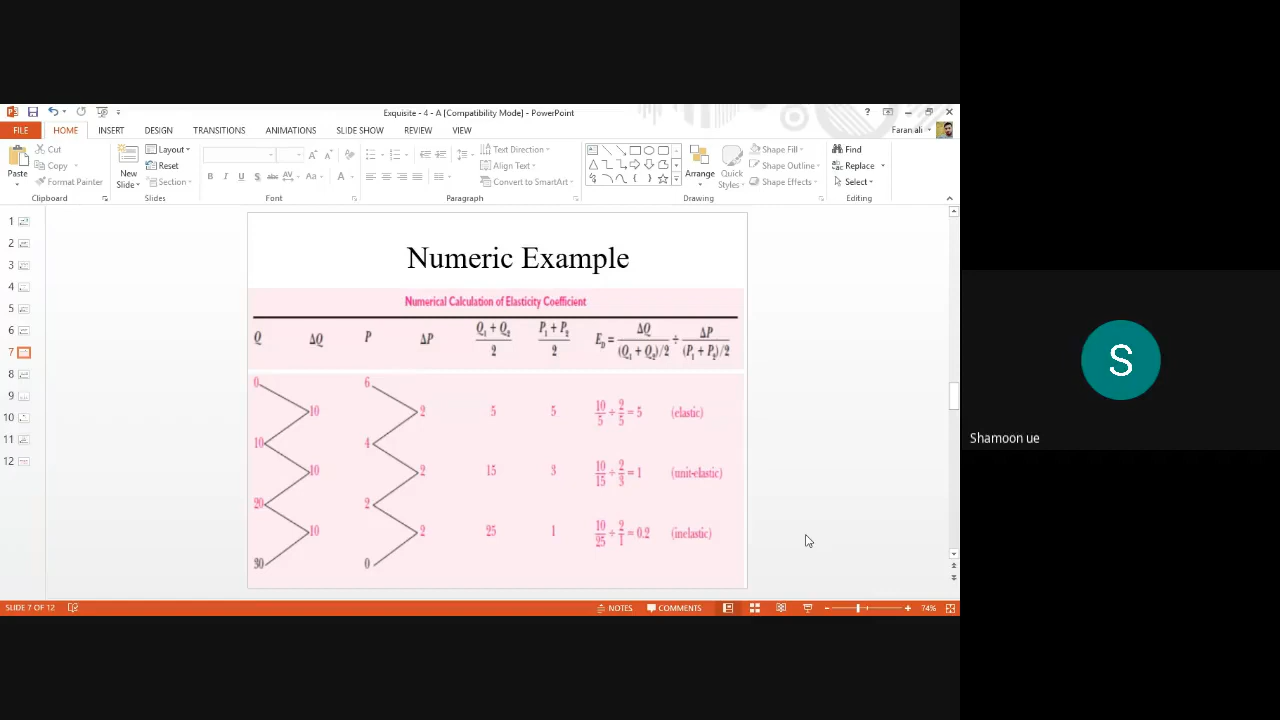 Exquisite - 4 - A [Compatibility Mode] - PowerPoint
?
FILE HOME INSERT DESIGN TRANSITIONS ANIMATIONS SLIDE SHOW REVIEW VIEW Faran ali
Paste
Cut
Copy
Format Painter
Clipboard
New Slide
Layout
Reset
Section
Slides
B I U S abc AV Aa A
Font
Text Direction
Align Text
Convert to SmartArt
Paragraph
Arrange
Quick Styles
Shape Fill
Shape Outline
Shape Effects
Drawing
Find
Replace
Select
Editing
1
2
3
4
5
6
7
8
9
10
11
12
Numeric Example
Numerical Calculation of Elasticity Coefficient
Q ΔQ P ΔP Q₁ + Q₂ / 2 P₁ + P₂ / 2 E_D = ΔQ / (Q₁ + Q₂)/2 ÷ ΔP / (P₁ + P₂)/2
0 6
10 2 5 5 10/5 ÷ 2/5 = 5 (elastic)
10 4
10 2 15 3 10/15 ÷ 2/3 = 1 (unit-elastic)
20 2
10 2 25 1 10/25 ÷ 2/1 = 0.2 (inelastic)
30 0
SLIDE 7 OF 12 NOTES COMMENTS 74%
S
Shamoon ue